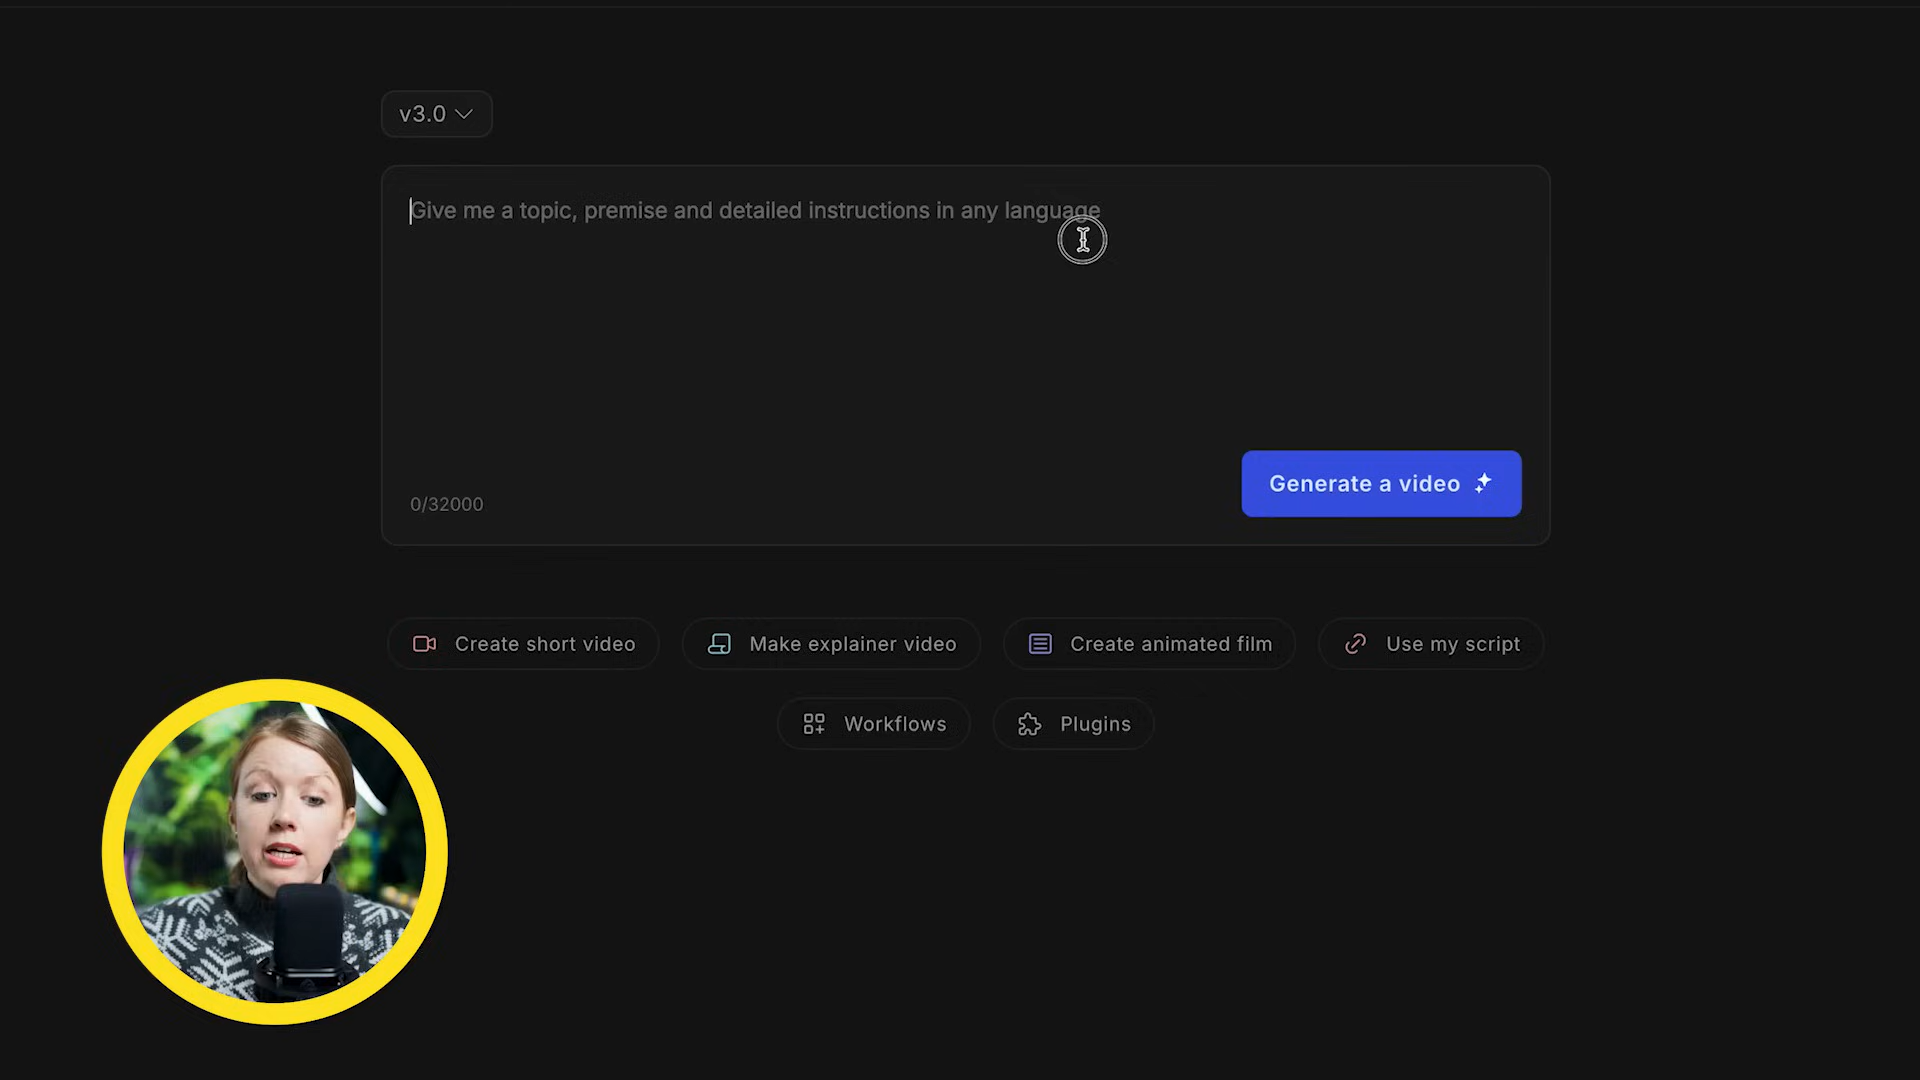 v3.0
Give me a topic, premise and detailed instructions in any language
0/32000
Generate a video
Create short video
Make explainer video
Create animated film
Use my script
Workflows
Plugins